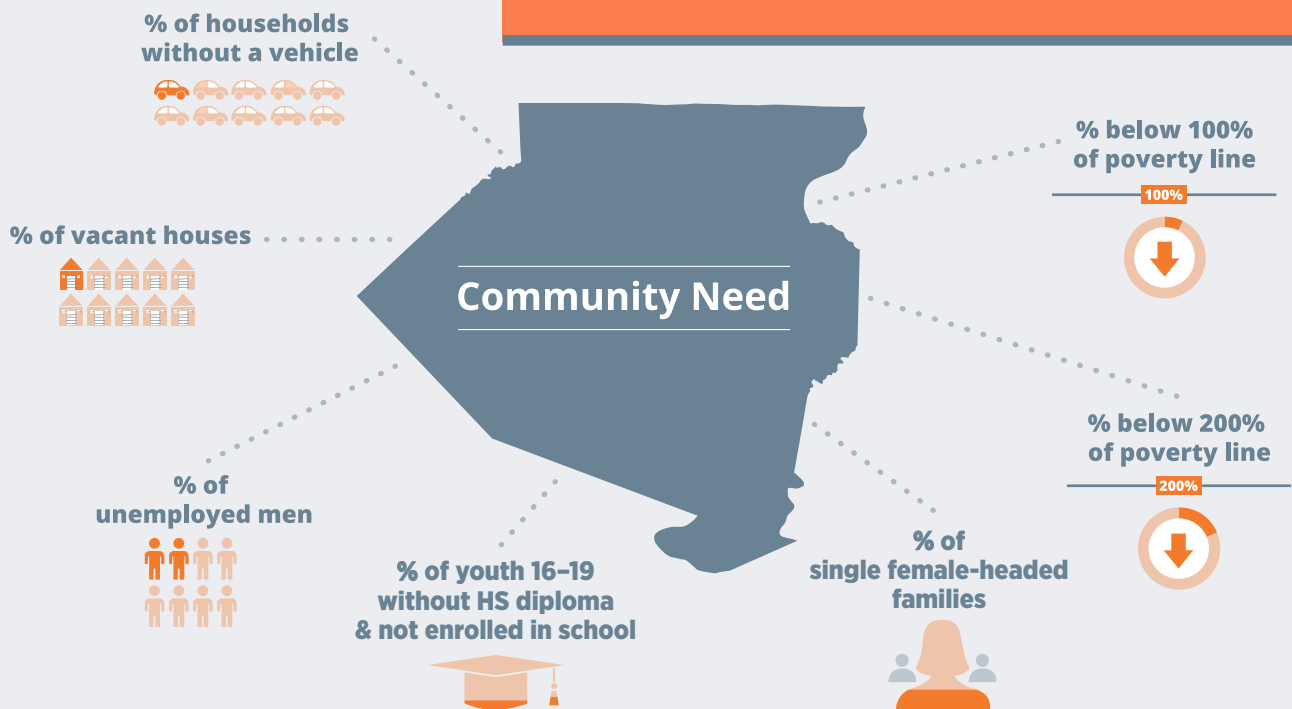 % of households
without a vehicle
% below 100%
of poverty line
100%
% of vacant houses
Community Need
% below 200%
of poverty line
200%
% of
unemployed men
% of youth 16–19
without HS diploma
& not enrolled in school
% of
single female-headed
families